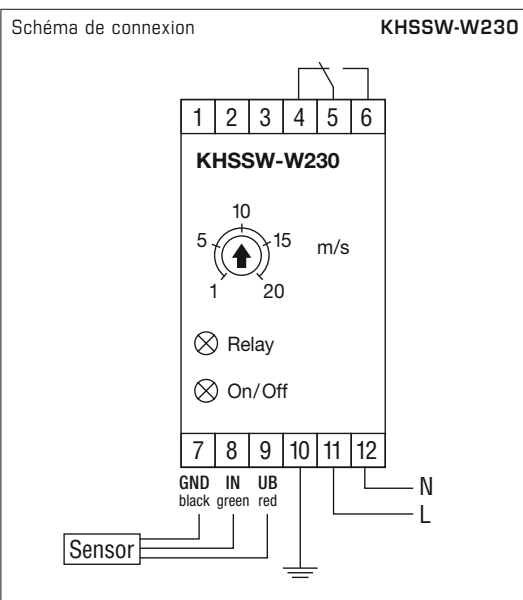 Schéma de connexion KHSSW-W230
1 2 3 4 5 6
KHSSW-W230
10
5 15 m/s
1 20
Relay
On/Off
7 8 9 10 11 12
GND IN UB N
black green red
L
Sensor